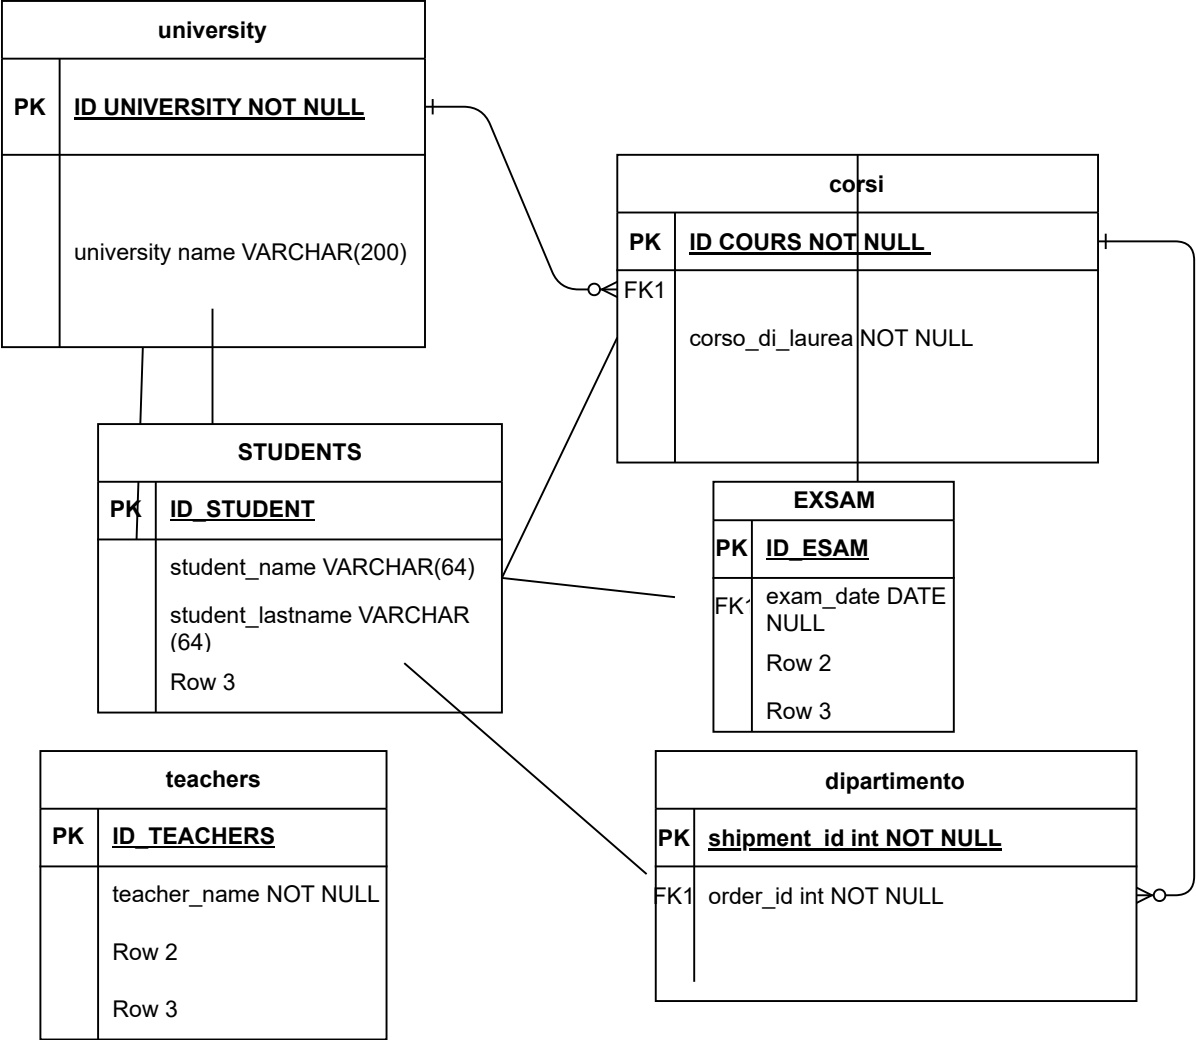 university
PK ID UNIVERSITY NOT NULL
university name VARCHAR(200)
corsi
PK ID COURS NOT NULL
FK1
corso_di_laurea NOT NULL
STUDENTS
PK ID_STUDENT
student_name VARCHAR(64)
student_lastname VARCHAR
(64)
Row 3
EXSAM
PK ID_ESAM
FK1 exam_date DATE
NULL
Row 2
Row 3
teachers
PK ID_TEACHERS
teacher_name NOT NULL
Row 2
Row 3
dipartimento
PK shipment_id int NOT NULL
FK1 order_id int NOT NULL